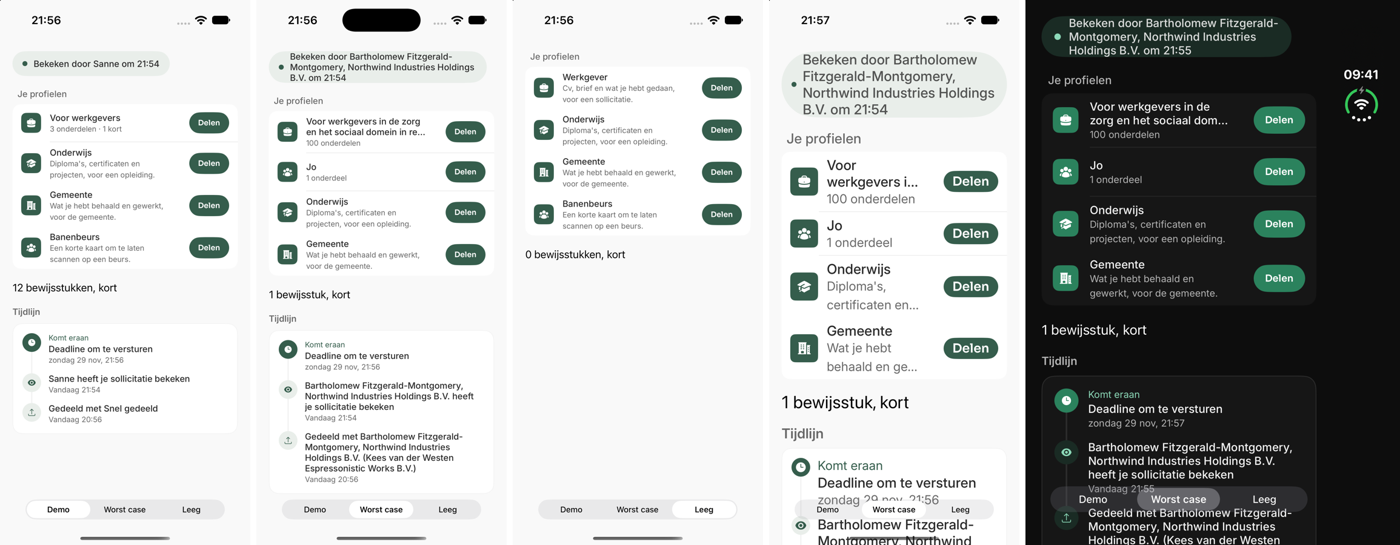 21:56
Bekeken door Sanne om 21:54
Je profielen
Voor werkgevers
3 onderdelen · 1 kort
Delen
Onderwijs
Diploma's, certificaten en
projecten, voor een opleiding.
Delen
Gemeente
Wat je hebt behaald en gewerkt,
voor de gemeente.
Delen
Banenbeurs
Een korte kaart om te laten
scannen op een beurs.
Delen
12 bewijsstukken, kort
Tijdlijn
Komt eraan
Deadline om te versturen
zondag 29 nov, 21:56
Sanne heeft je sollicitatie bekeken
Vandaag 21:54
Gedeeld met Snel gedeeld
Vandaag 20:56
Demo
Worst case
Leeg
21:56
Bekeken door Bartholomew Fitzgerald-
Montgomery, Northwind Industries Holdings
B.V. om 21:54
Je profielen
Voor werkgevers in de zorg
en het sociaal domein in re...
100 onderdelen
Delen
Jo
1 onderdeel
Delen
Onderwijs
Diploma's, certificaten en
projecten, voor een opleiding.
Delen
Gemeente
Wat je hebt behaald en gewerkt,
voor de gemeente.
Delen
1 bewijsstuk, kort
Tijdlijn
Komt eraan
Deadline om te versturen
zondag 29 nov, 21:56
Bartholomew Fitzgerald-Montgomery,
Northwind Industries Holdings B.V. heeft
je sollicitatie bekeken
Vandaag 21:54
Gedeeld met Bartholomew Fitzgerald-
Montgomery, Northwind Industries
Holdings B.V. (Kees van der Westen
Espressonistic Works B.V.)
Vandaag 20:56
Demo
Worst case
Leeg
21:56
Je profielen
Werkgever
Cv, brief en wat je hebt gedaan,
voor een sollicitatie.
Delen
Onderwijs
Diploma's, certificaten en
projecten, voor een opleiding.
Delen
Gemeente
Wat je hebt behaald en gewerkt,
voor de gemeente.
Delen
Banenbeurs
Een korte kaart om te laten
scannen op een beurs.
Delen
0 bewijsstukken, kort
Demo
Worst case
Leeg
21:57
Bekeken door Bartholomew
Fitzgerald-Montgomery,
Northwind Industries Holdings
B.V. om 21:54
Je profielen
Voor
werkgevers i...
100 onderdelen
Delen
Jo
1 onderdeel
Delen
Onderwijs
Diploma's,
certificaten en...
Delen
Gemeente
Wat je hebt
behaald en ge...
Delen
1 bewijsstuk, kort
Tijdlijn
Komt eraan
Deadline om te versturen
zondag 29 nov, 21:56
Demo
Worst case
Leeg
Bartholomew Fitzgerald-
Montgomery, Northwind
09:41
Bekeken door Bartholomew Fitzgerald-
Montgomery, Northwind Industries
Holdings B.V. om 21:55
Je profielen
Voor werkgevers in de
zorg en het sociaal dom...
100 onderdelen
Delen
Jo
1 onderdeel
Delen
Onderwijs
Diploma's, certificaten en
projecten, voor een opleiding.
Delen
Gemeente
Wat je hebt behaald en
gewerkt, voor de gemeente.
Delen
1 bewijsstuk, kort
Tijdlijn
Komt eraan
Deadline om te versturen
zondag 29 nov, 21:57
Bartholomew Fitzgerald-Montgomery,
Northwind Industries Holdings B.V.
heeft je sollicitatie bekeken
Vandaag 21:55
Demo
Worst case
Leeg
Gedeeld met Bartholomew Fitzgerald-
Montgomery, Northwind Industries
Holdings B.V. (Kees van der Westen